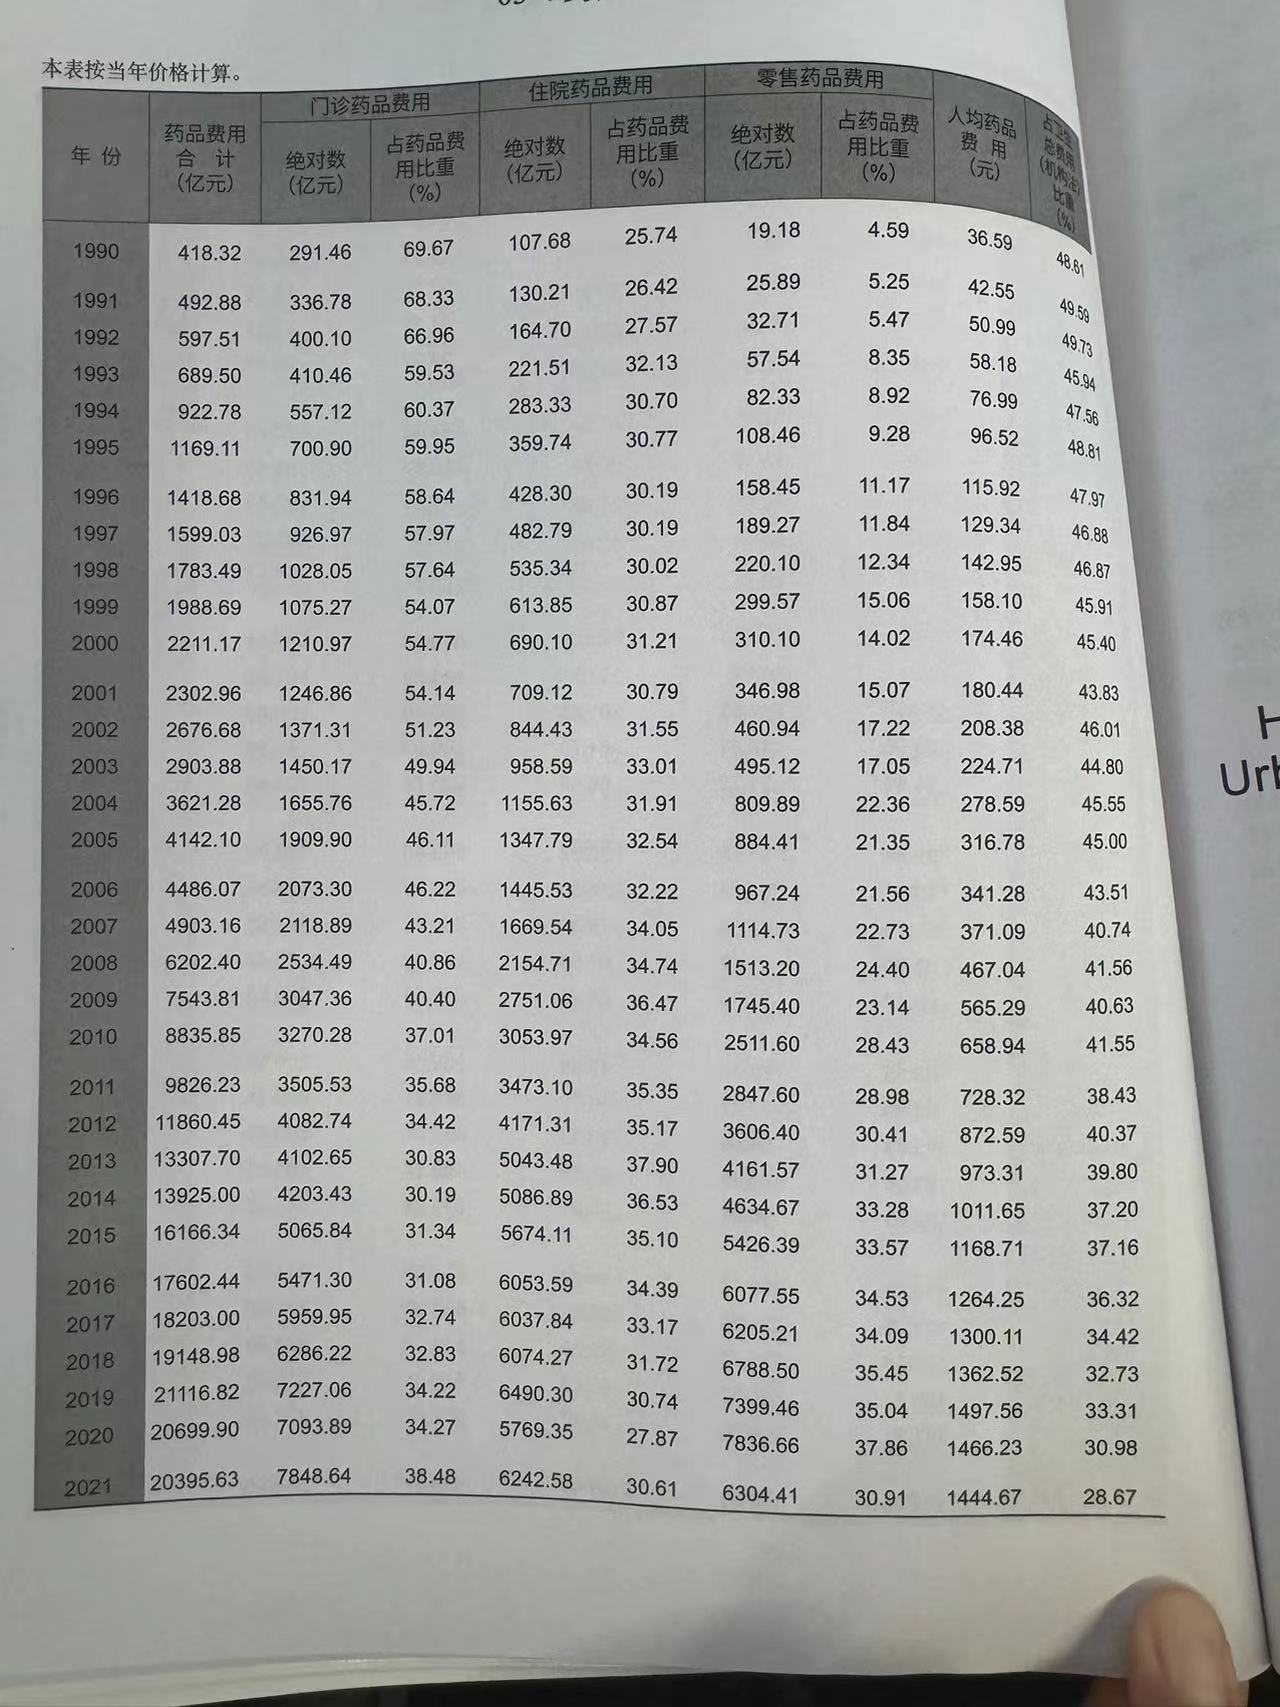 本表按当年价格计算。
年 份 药品费用合 计(亿元) 门诊药品费用 住院药品费用 零售药品费用 人均药品费 用(元) 占卫生总费用(机构法)比重(%)
绝对数(亿元) 占药品费用比重(%) 绝对数(亿元) 占药品费用比重(%) 绝对数(亿元) 占药品费用比重(%)
1990 418.32 291.46 69.67 107.68 25.74 19.18 4.59 36.59 48.61
1991 492.88 336.78 68.33 130.21 26.42 25.89 5.25 42.55 49.59
1992 597.51 400.10 66.96 164.70 27.57 32.71 5.47 50.99 49.73
1993 689.50 410.46 59.53 221.51 32.13 57.54 8.35 58.18 45.94
1994 922.78 557.12 60.37 283.33 30.70 82.33 8.92 76.99 47.56
1995 1169.11 700.90 59.95 359.74 30.77 108.46 9.28 96.52 48.81
1996 1418.68 831.94 58.64 428.30 30.19 158.45 11.17 115.92 47.97
1997 1599.03 926.97 57.97 482.79 30.19 189.27 11.84 129.34 46.88
1998 1783.49 1028.05 57.64 535.34 30.02 220.10 12.34 142.95 46.87
1999 1988.69 1075.27 54.07 613.85 30.87 299.57 15.06 158.10 45.91
2000 2211.17 1210.97 54.77 690.10 31.21 310.10 14.02 174.46 45.40
2001 2302.96 1246.86 54.14 709.12 30.79 346.98 15.07 180.44 43.83
2002 2676.68 1371.31 51.23 844.43 31.55 460.94 17.22 208.38 46.01
2003 2903.88 1450.17 49.94 958.59 33.01 495.12 17.05 224.71 44.80
2004 3621.28 1655.76 45.72 1155.63 31.91 809.89 22.36 278.59 45.55
2005 4142.10 1909.90 46.11 1347.79 32.54 884.41 21.35 316.78 45.00
2006 4486.07 2073.30 46.22 1445.53 32.22 967.24 21.56 341.28 43.51
2007 4903.16 2118.89 43.21 1669.54 34.05 1114.73 22.73 371.09 40.74
2008 6202.40 2534.49 40.86 2154.71 34.74 1513.20 24.40 467.04 41.56
2009 7543.81 3047.36 40.40 2751.06 36.47 1745.40 23.14 565.29 40.63
2010 8835.85 3270.28 37.01 3053.97 34.56 2511.60 28.43 658.94 41.55
2011 9826.23 3505.53 35.68 3473.10 35.35 2847.60 28.98 728.32 38.43
2012 11860.45 4082.74 34.42 4171.31 35.17 3606.40 30.41 872.59 40.37
2013 13307.70 4102.65 30.83 5043.48 37.90 4161.57 31.27 973.31 39.80
2014 13925.00 4203.43 30.19 5086.89 36.53 4634.67 33.28 1011.65 37.20
2015 16166.34 5065.84 31.34 5674.11 35.10 5426.39 33.57 1168.71 37.16
2016 17602.44 5471.30 31.08 6053.59 34.39 6077.55 34.53 1264.25 36.32
2017 18203.00 5959.95 32.74 6037.84 33.17 6205.21 34.09 1300.11 34.42
2018 19148.98 6286.22 32.83 6074.27 31.72 6788.50 35.45 1362.52 32.73
2019 21116.82 7227.06 34.22 6490.30 30.74 7399.46 35.04 1497.56 33.31
2020 20699.90 7093.89 34.27 5769.35 27.87 7836.66 37.86 1466.23 30.98
2021 20395.63 7848.64 38.48 6242.58 30.61 6304.41 30.91 1444.67 28.67